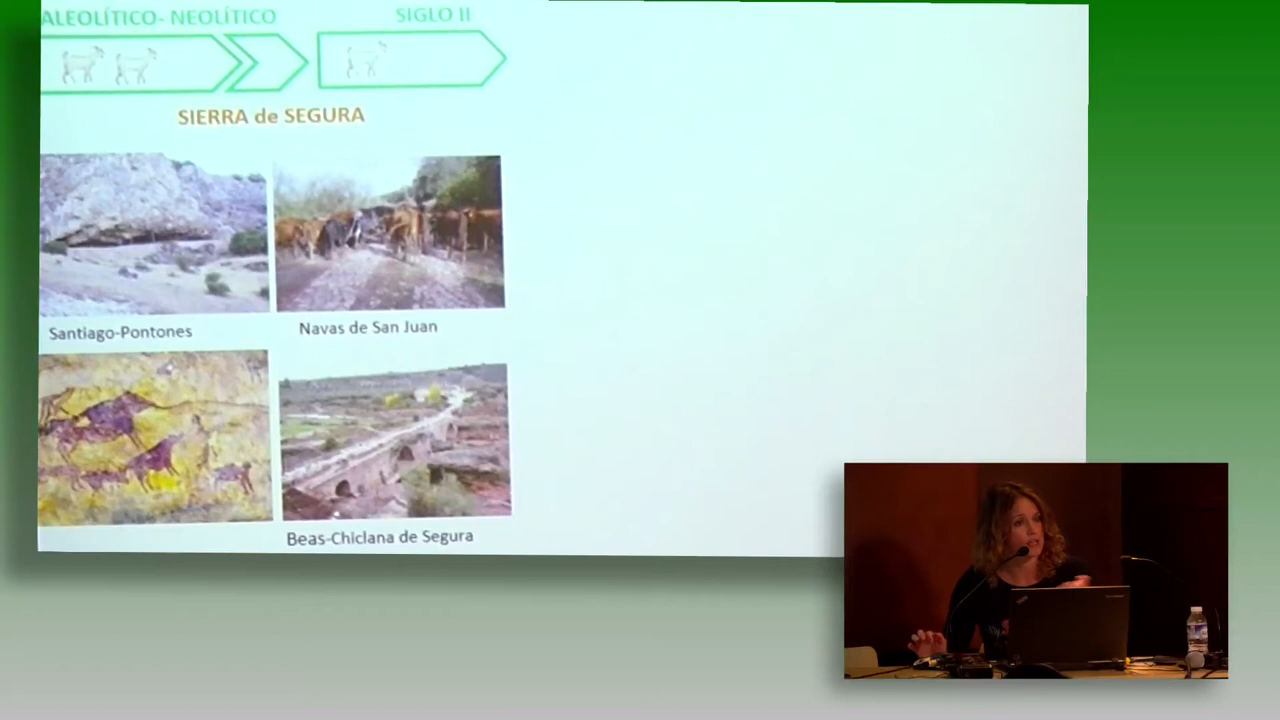 ALEOLÍTICO- NEOLÍTICO
SIGLO II
SIERRA de SEGURA
Santiago-Pontones
Navas de San Juan
Beas-Chiclana de Segura